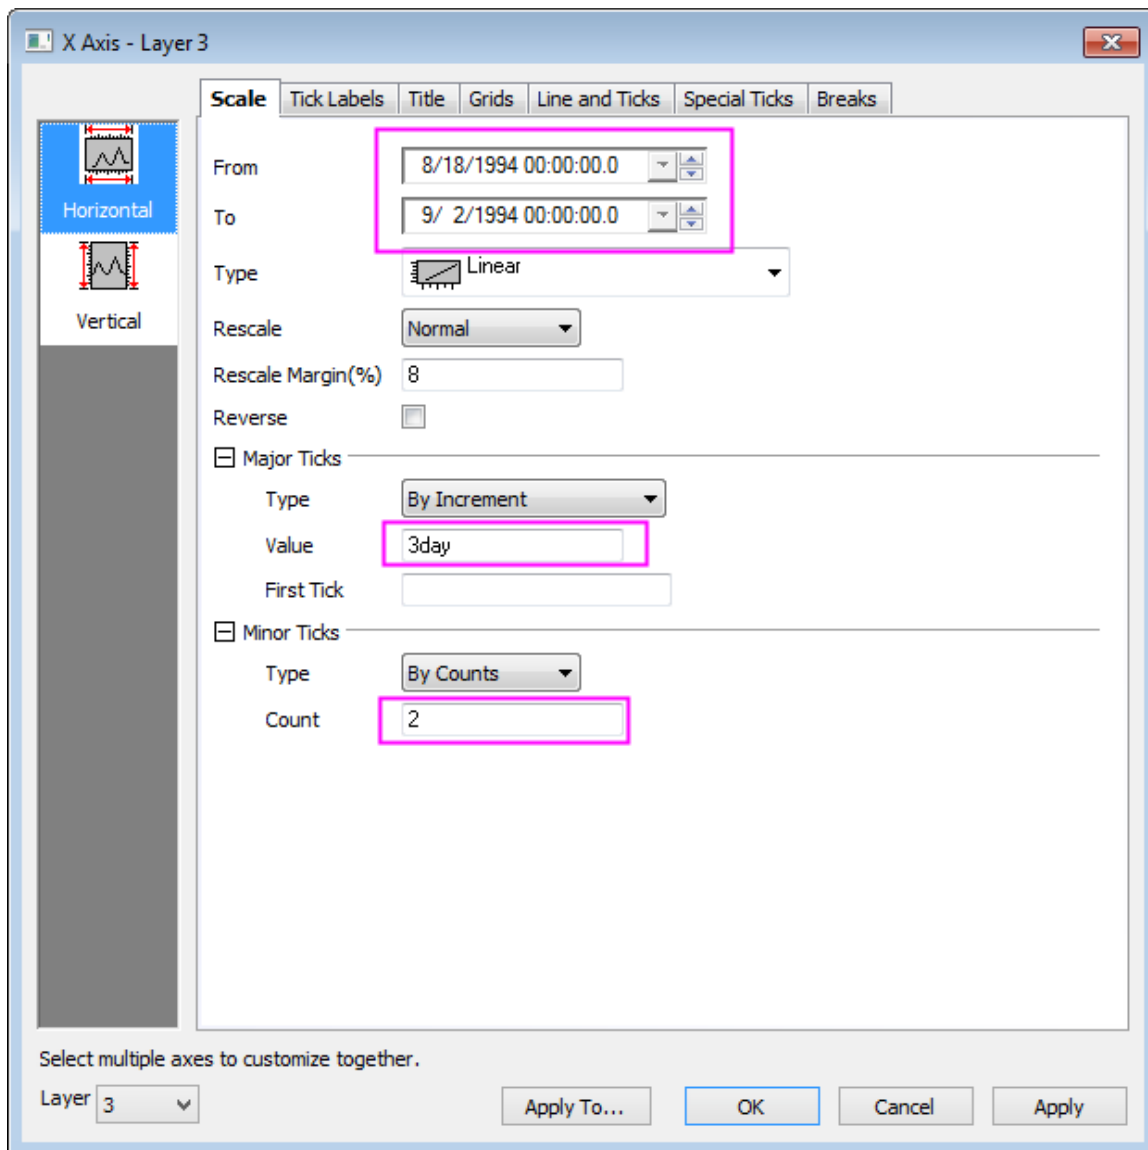 X Axis - Layer 3
Scale Tick Labels Title Grids Line and Ticks Special Ticks Breaks
Horizontal
Vertical
From 8/18/1994 00:00:00.0
To 9/ 2/1994 00:00:00.0
Type Linear
Rescale Normal
Rescale Margin(%) 8
Reverse
Major Ticks
Type By Increment
Value 3day
First Tick
Minor Ticks
Type By Counts
Count 2
Select multiple axes to customize together.
Layer 3 Apply To... OK Cancel Apply